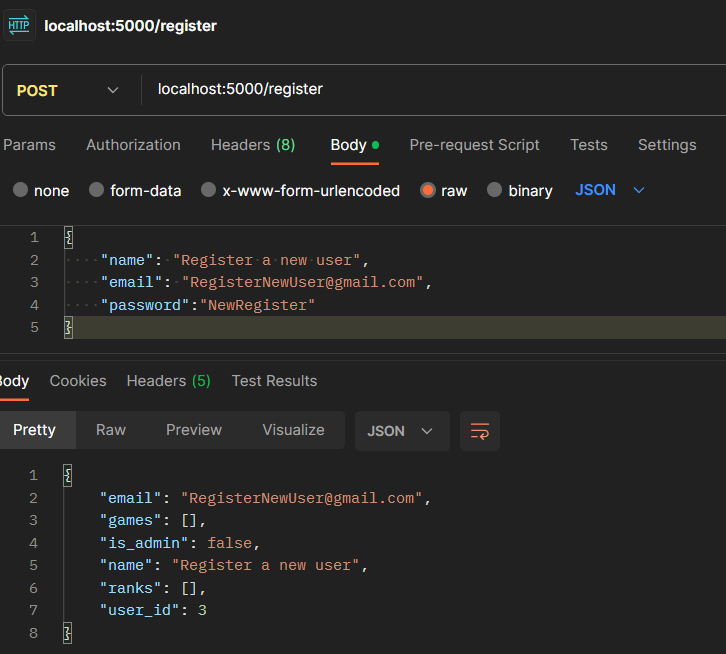 HTTP localhost:5000/register
POST localhost:5000/register
Params Authorization Headers (8) Body Pre-request Script Tests Settings
none form-data x-www-form-urlencoded raw binary JSON
1 {
2 "name": "Register a new user",
3 "email": "RegisterNewUser@gmail.com",
4 "password":"NewRegister"
5 }
Body Cookies Headers (5) Test Results
Pretty Raw Preview Visualize JSON
1 {
2 "email": "RegisterNewUser@gmail.com",
3 "games": [],
4 "is_admin": false,
5 "name": "Register a new user",
6 "ranks": [],
7 "user_id": 3
8 }